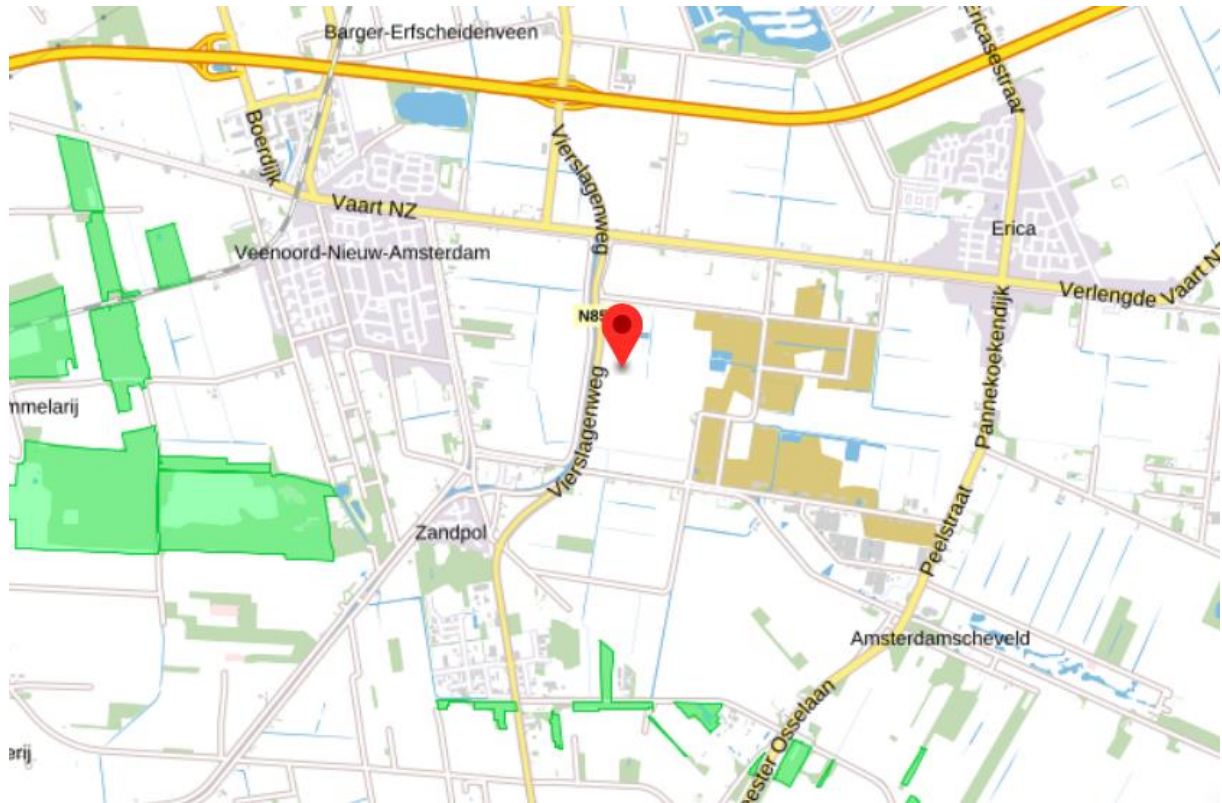 Barger-Erfscheidenveen
Ericasestraat
Boerdijk
Vierslagenweg
Vaart NZ
Erica
Veenoord-Nieuw-Amsterdam
Verlengde Vaart NZ
N85
Pannekoekendijk
mmelarij
Vierslagenweg
Zandpol
Peelstraat
Amsterdamscheveld
eester Osselaan
erij